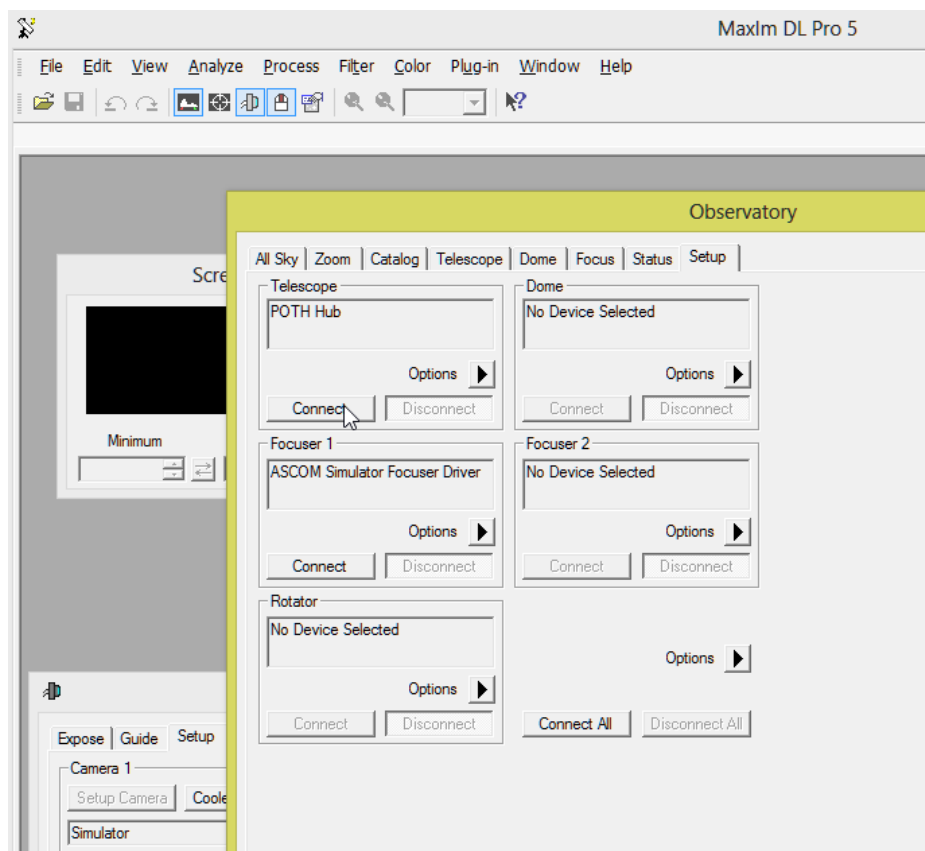 MaxIm DL Pro 5
File Edit View Analyze Process Filter Color Plug-in Window Help
Observatory
All Sky Zoom Catalog Telescope Dome Focus Status Setup
Telescope
POTH Hub
Options
Connect Disconnect
Dome
No Device Selected
Options
Connect Disconnect
Focuser 1
ASCOM Simulator Focuser Driver
Options
Connect Disconnect
Focuser 2
No Device Selected
Options
Connect Disconnect
Rotator
No Device Selected
Options
Connect Disconnect
Options
Connect All Disconnect All
Scre
Minimum
Expose Guide Setup
Camera 1
Setup Camera Coole
Simulator